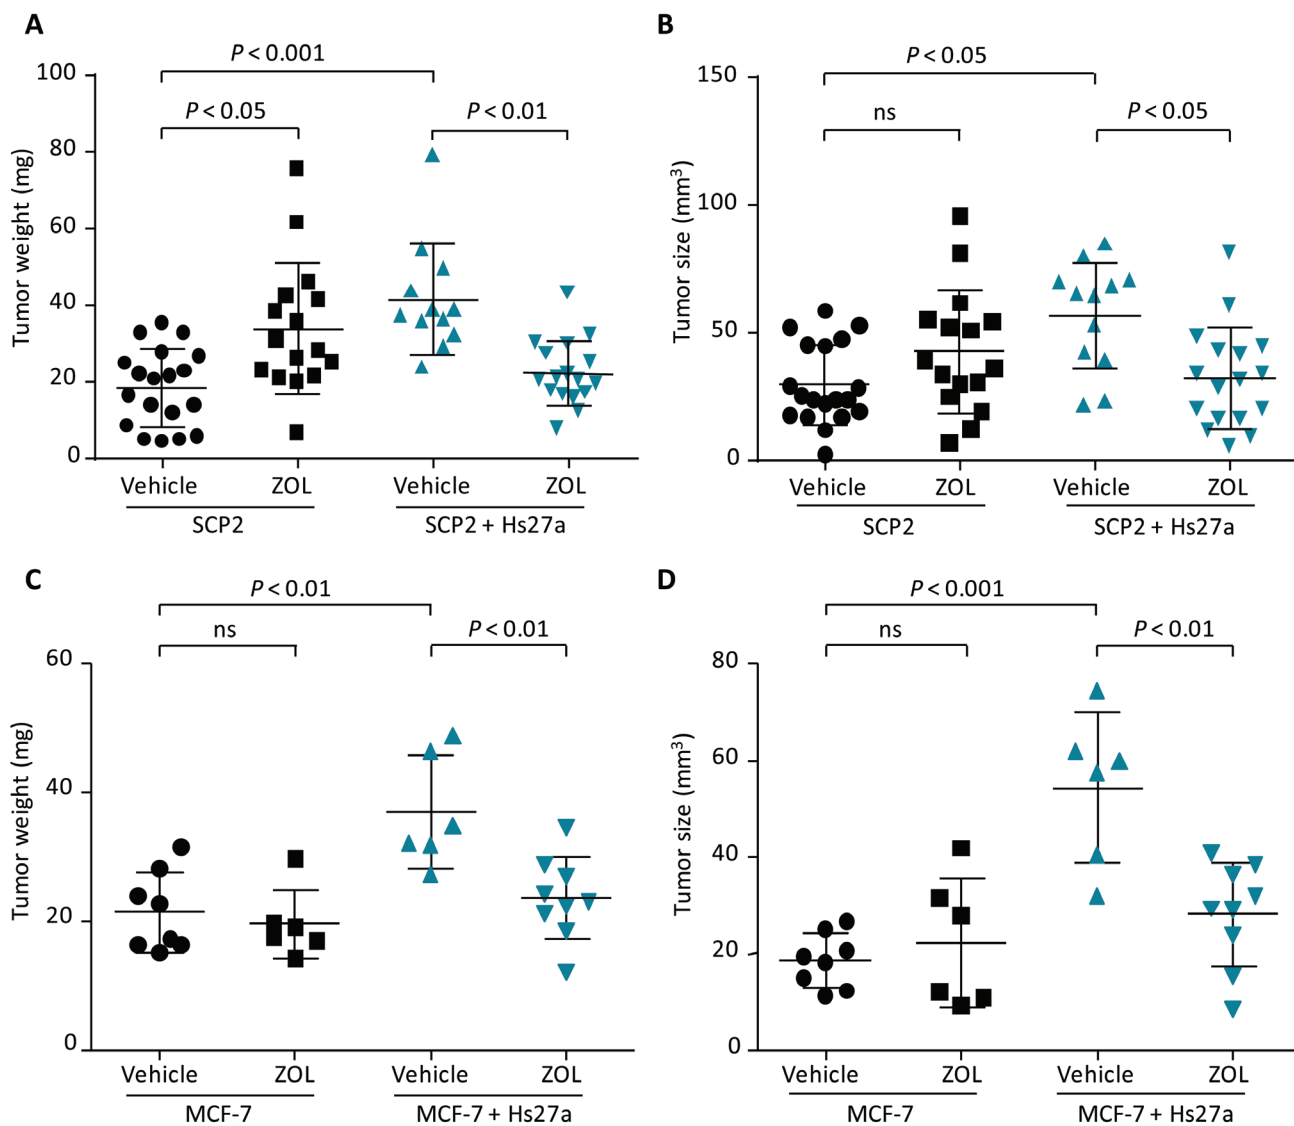 A
P < 0.001
P < 0.05
P < 0.01
Tumor weight (mg)
100
80
60
40
20
0
Vehicle ZOL Vehicle ZOL
SCP2 SCP2 + Hs27a
B
P < 0.05
ns
P < 0.05
Tumor size (mm³)
150
100
50
0
Vehicle ZOL Vehicle ZOL
SCP2 SCP2 + Hs27a
C
P < 0.01
ns
P < 0.01
Tumor weight (mg)
60
40
20
0
Vehicle ZOL Vehicle ZOL
MCF-7 MCF-7 + Hs27a
D
P < 0.001
ns
P < 0.01
Tumor size (mm³)
80
60
40
20
0
Vehicle ZOL Vehicle ZOL
MCF-7 MCF-7 + Hs27a